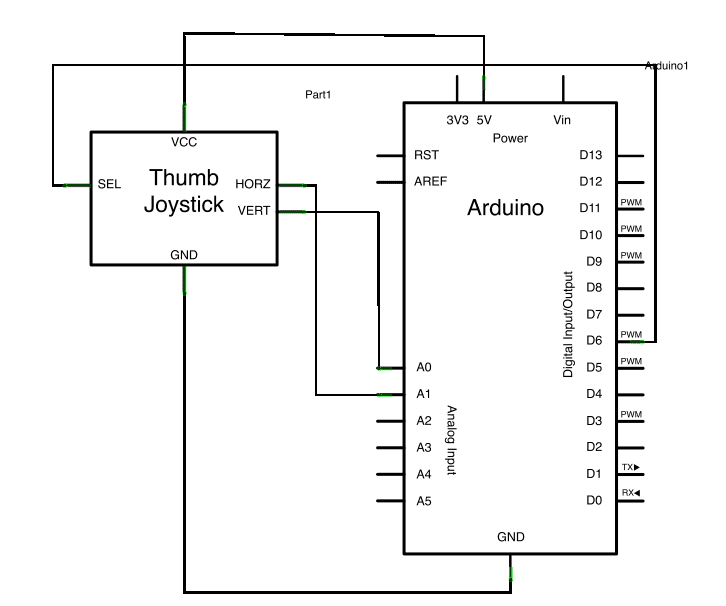 Arduino1
Part1
VCC
SEL
Thumb
Joystick
HORZ
VERT
GND
3V3 5V Vin
Power
RST
AREF
Arduino
D13
D12
D11 PWM
D10 PWM
D9 PWM
D8
D7
D6 PWM
D5 PWM
D4
D3 PWM
D2
D1 TX▶
D0 RX◀
Digital Input/Output
A0
A1
A2
A3
A4
A5
Analog Input
GND